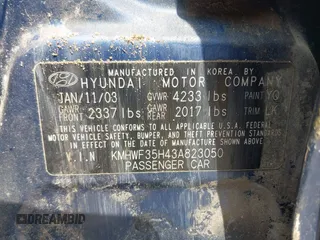 MANUFACTURED IN KOREA BY
HYUNDAI MOTOR COMPANY
JAN/11/03 GVWR 4233 lbs PAINT YQ
GAWR FRONT 2337 lbs GAWR REAR 2017 lbs TRIM LK
THIS VEHICLE CONFORMS TO ALL APPLICABLE FEDERAL
MOTOR VEHICLE SAFETY, BUMPER, AND THEFT PREVENTION
STANDARDS IN EFFECT ON THE DATE OF MANUFACTURE
SHOWN ABOVE.
V.I.N KMHWF35H43A823050
PASSENGER CAR
AMERIBID